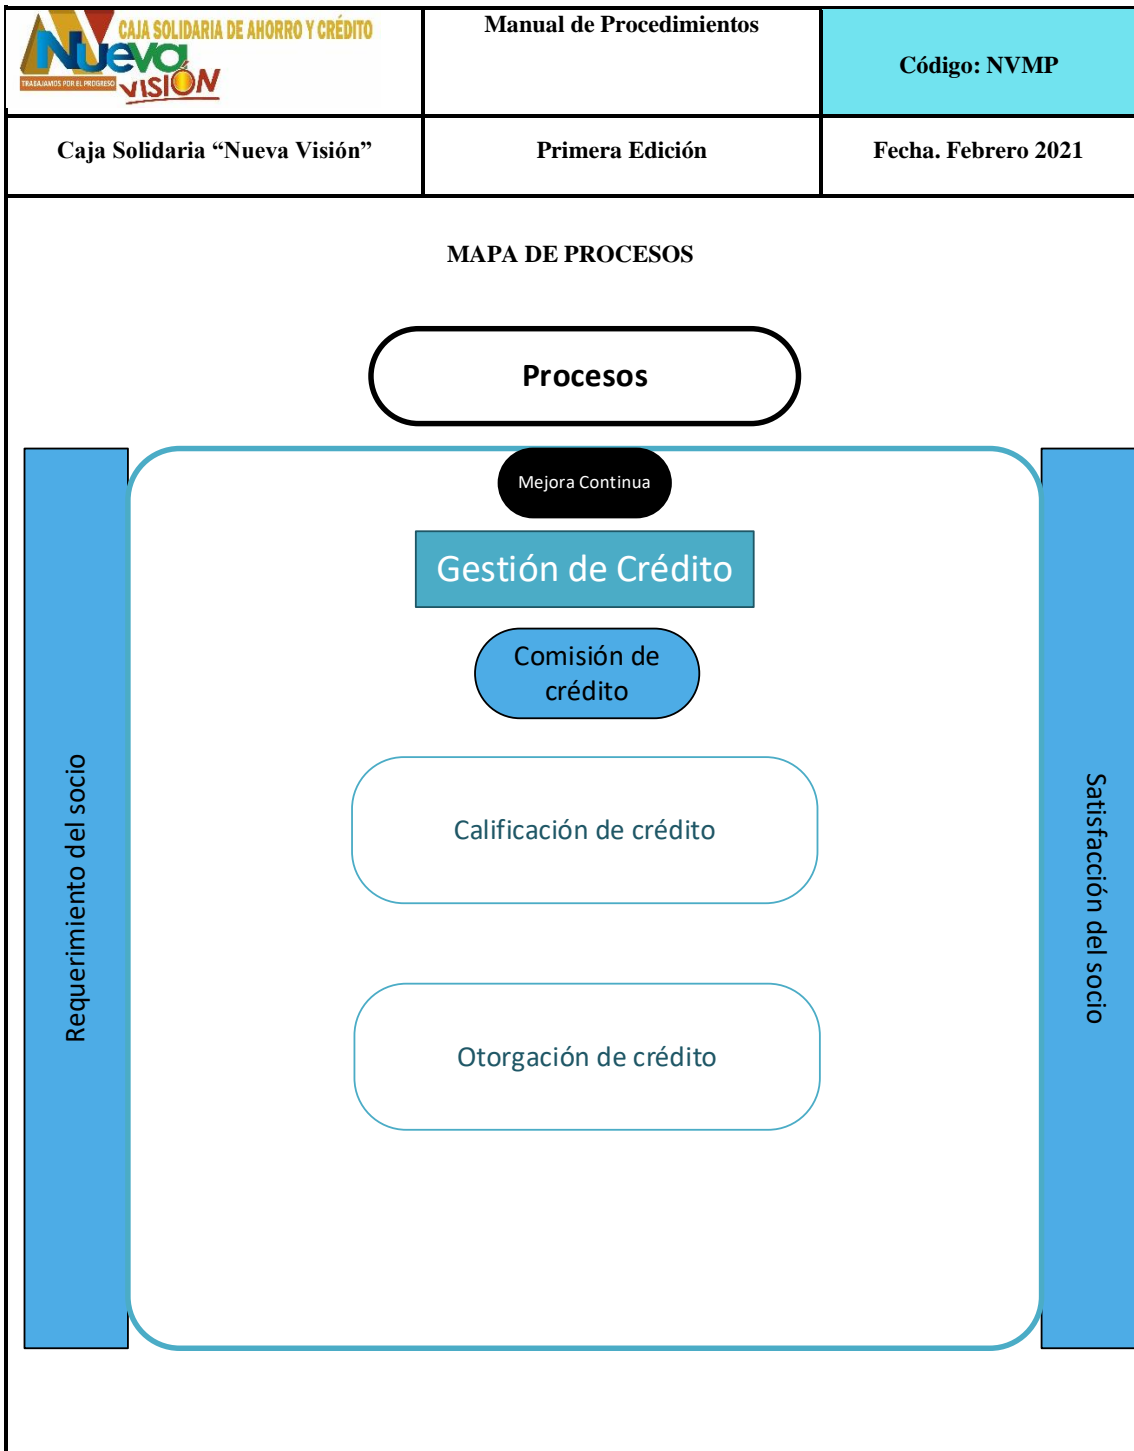 CAJA SOLIDARIA DE AHORRO Y CRÉDITO
Nueva
TRABAJAMOS POR EL PROGRESO
VISIÓN
Manual de Procedimientos
Código: NVMP
Caja Solidaria “Nueva Visión”
Primera Edición
Fecha. Febrero 2021
MAPA DE PROCESOS
Procesos
Mejora Continua
Gestión de Crédito
Comisión de
crédito
Requerimiento del socio
Calificación de crédito
Otorgación de crédito
Satisfacción del socio